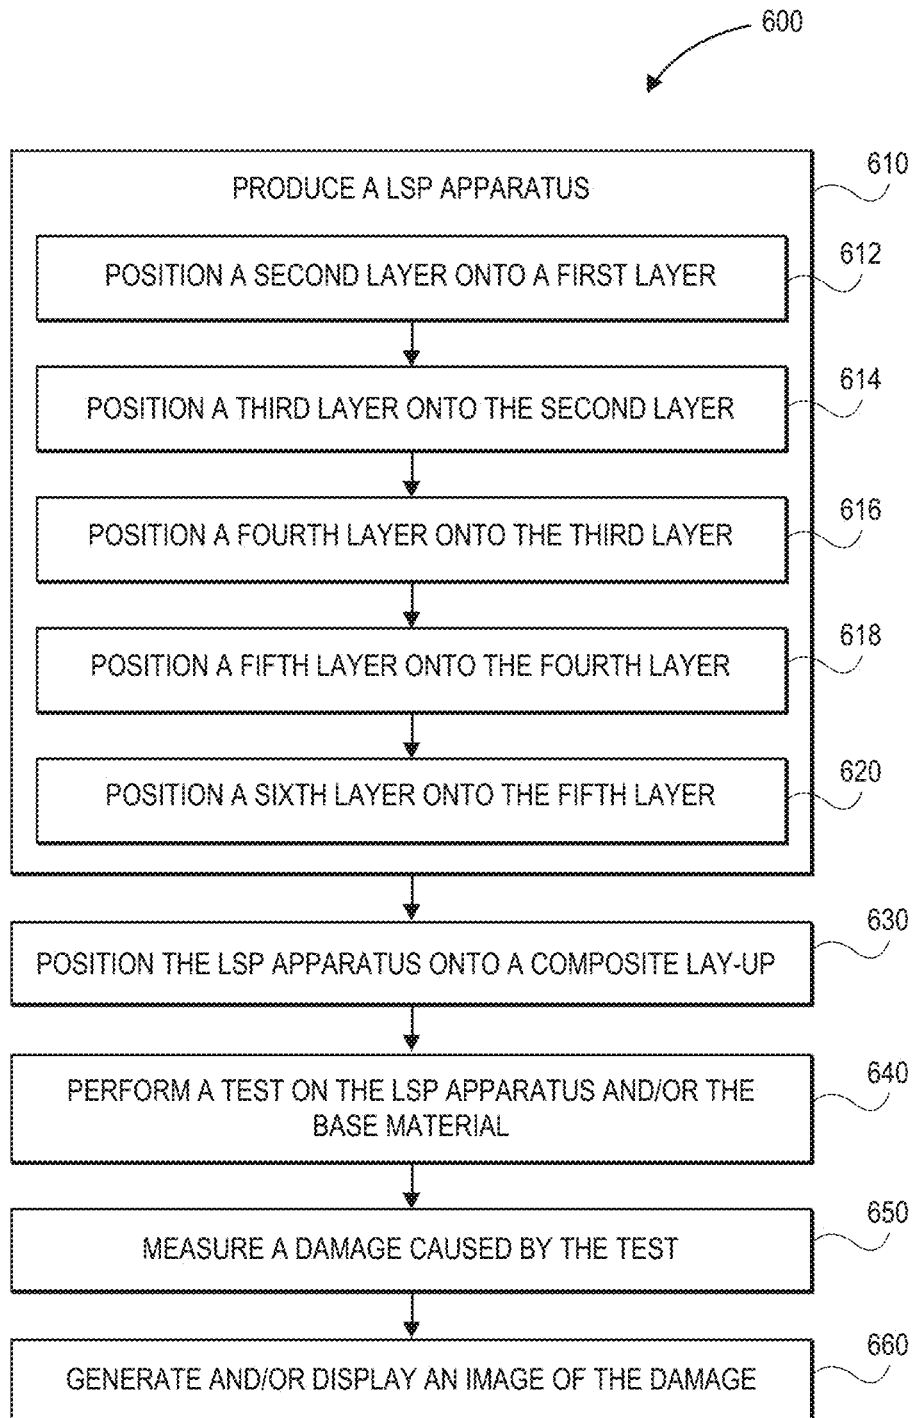 600
610
PRODUCE A LSP APPARATUS
612
POSITION A SECOND LAYER ONTO A FIRST LAYER
614
POSITION A THIRD LAYER ONTO THE SECOND LAYER
616
POSITION A FOURTH LAYER ONTO THE THIRD LAYER
618
POSITION A FIFTH LAYER ONTO THE FOURTH LAYER
620
POSITION A SIXTH LAYER ONTO THE FIFTH LAYER
630
POSITION THE LSP APPARATUS ONTO A COMPOSITE LAY-UP
640
PERFORM A TEST ON THE LSP APPARATUS AND/OR THE
BASE MATERIAL
650
MEASURE A DAMAGE CAUSED BY THE TEST
660
GENERATE AND/OR DISPLAY AN IMAGE OF THE DAMAGE